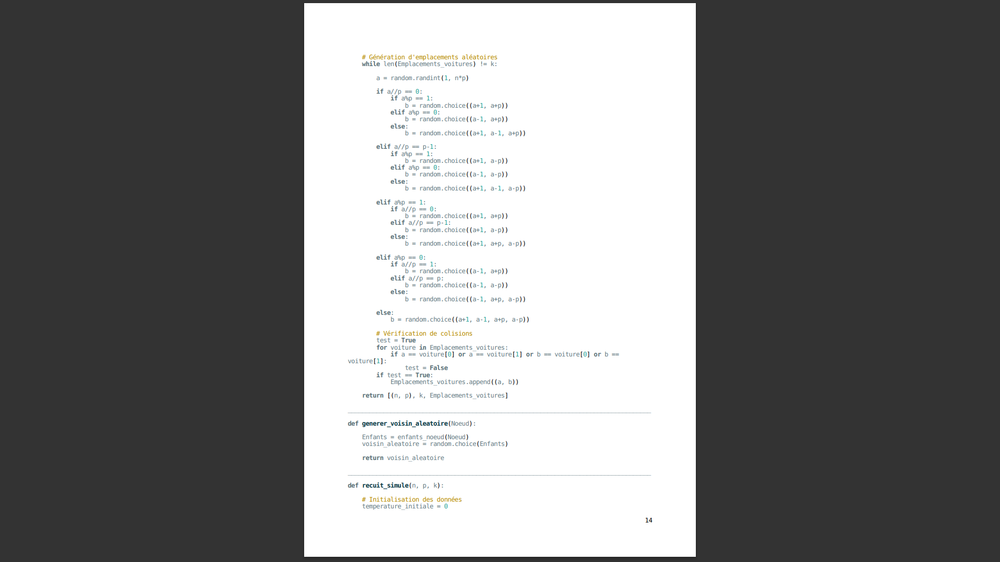 # Génération d'emplacements aléatoires
while len(Emplacements_voitures) != k:
a = random.randint(1, n*p)
if a//p == 0:
if a%p == 1:
b = random.choice((a+1, a+p))
elif a%p == 0:
b = random.choice((a-1, a+p))
else:
b = random.choice((a+1, a-1, a+p))
elif a//p == p-1:
if a%p == 1:
b = random.choice((a+1, a-p))
elif a%p == 0:
b = random.choice((a-1, a-p))
else:
b = random.choice((a+1, a-1, a-p))
elif a%p == 1:
if a//p == 0:
b = random.choice((a+1, a+p))
elif a//p == p-1:
b = random.choice((a+1, a-p))
else:
b = random.choice((a+1, a+p, a-p))
elif a%p == 0:
if a//p == 1:
b = random.choice((a-1, a+p))
elif a//p == p:
b = random.choice((a-1, a-p))
else:
b = random.choice((a-1, a+p, a-p))
else:
b = random.choice((a+1, a-1, a+p, a-p))
# Vérification de colisions
test = True
for voiture in Emplacements_voitures:
if a == voiture[0] or a == voiture[1] or b == voiture[0] or b ==
voiture[1]:
test = False
if test == True:
Emplacements_voitures.append((a, b))
return [(n, p), k, Emplacements_voitures]
def generer_voisin_aleatoire(Noeud):
Enfants = enfants_noeud(Noeud)
voisin_aleatoire = random.choice(Enfants)
return voisin_aleatoire
def recuit_simule(n, p, k):
# Initialisation des données
temperature_initiale = 0
14